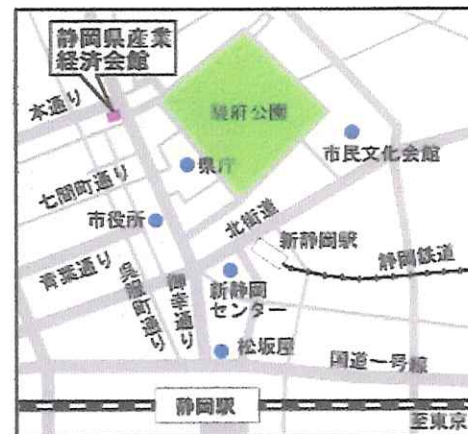 静岡県産業
経済会館
本通り
駿府公園
市民文化会館
県庁
七間町通り
市役所
北街道
新静岡駅
静岡鉄道
青葉通り
呉服町通り
御幸通り
新静岡
センター
松坂屋
国道一号線
静岡駅
至東京